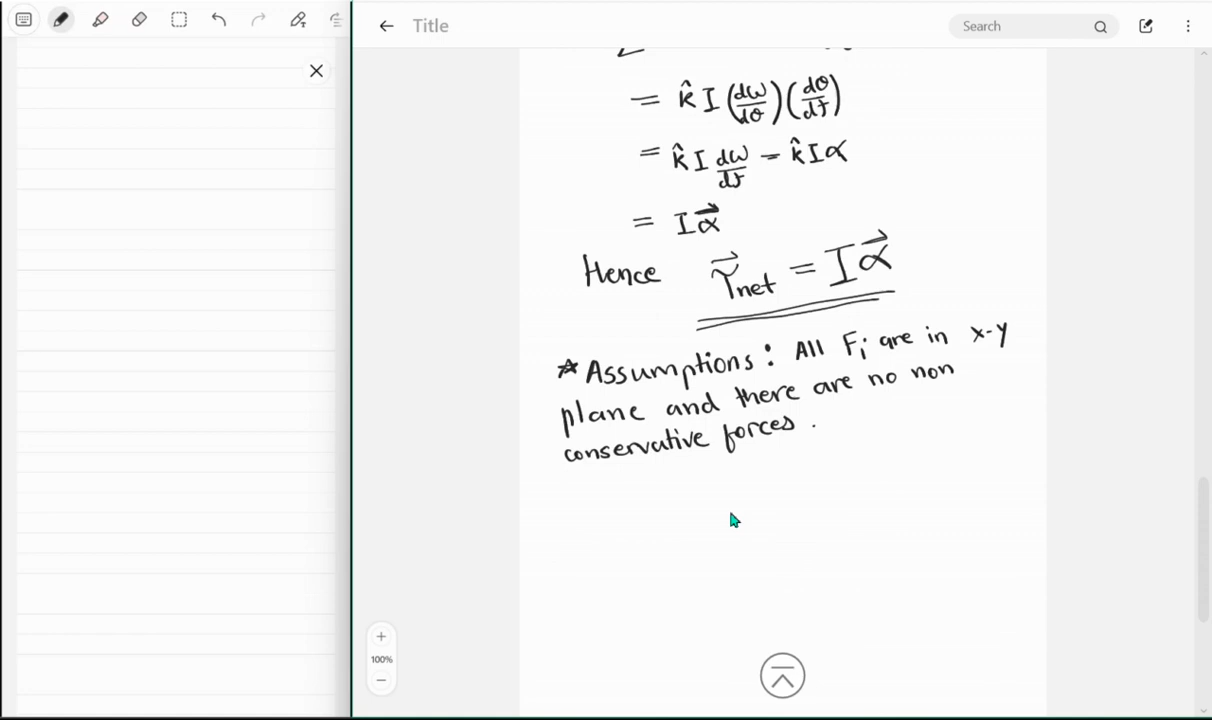 Title
Search
= k̂ I (dω/dθ)(dθ/dt)
= k̂ I dω/dt = k̂ I α
= I α⃗
Hence τ⃗net = I α⃗
* Assumptions : All Fi are in x-y
plane and there are no non
conservative forces .
100%